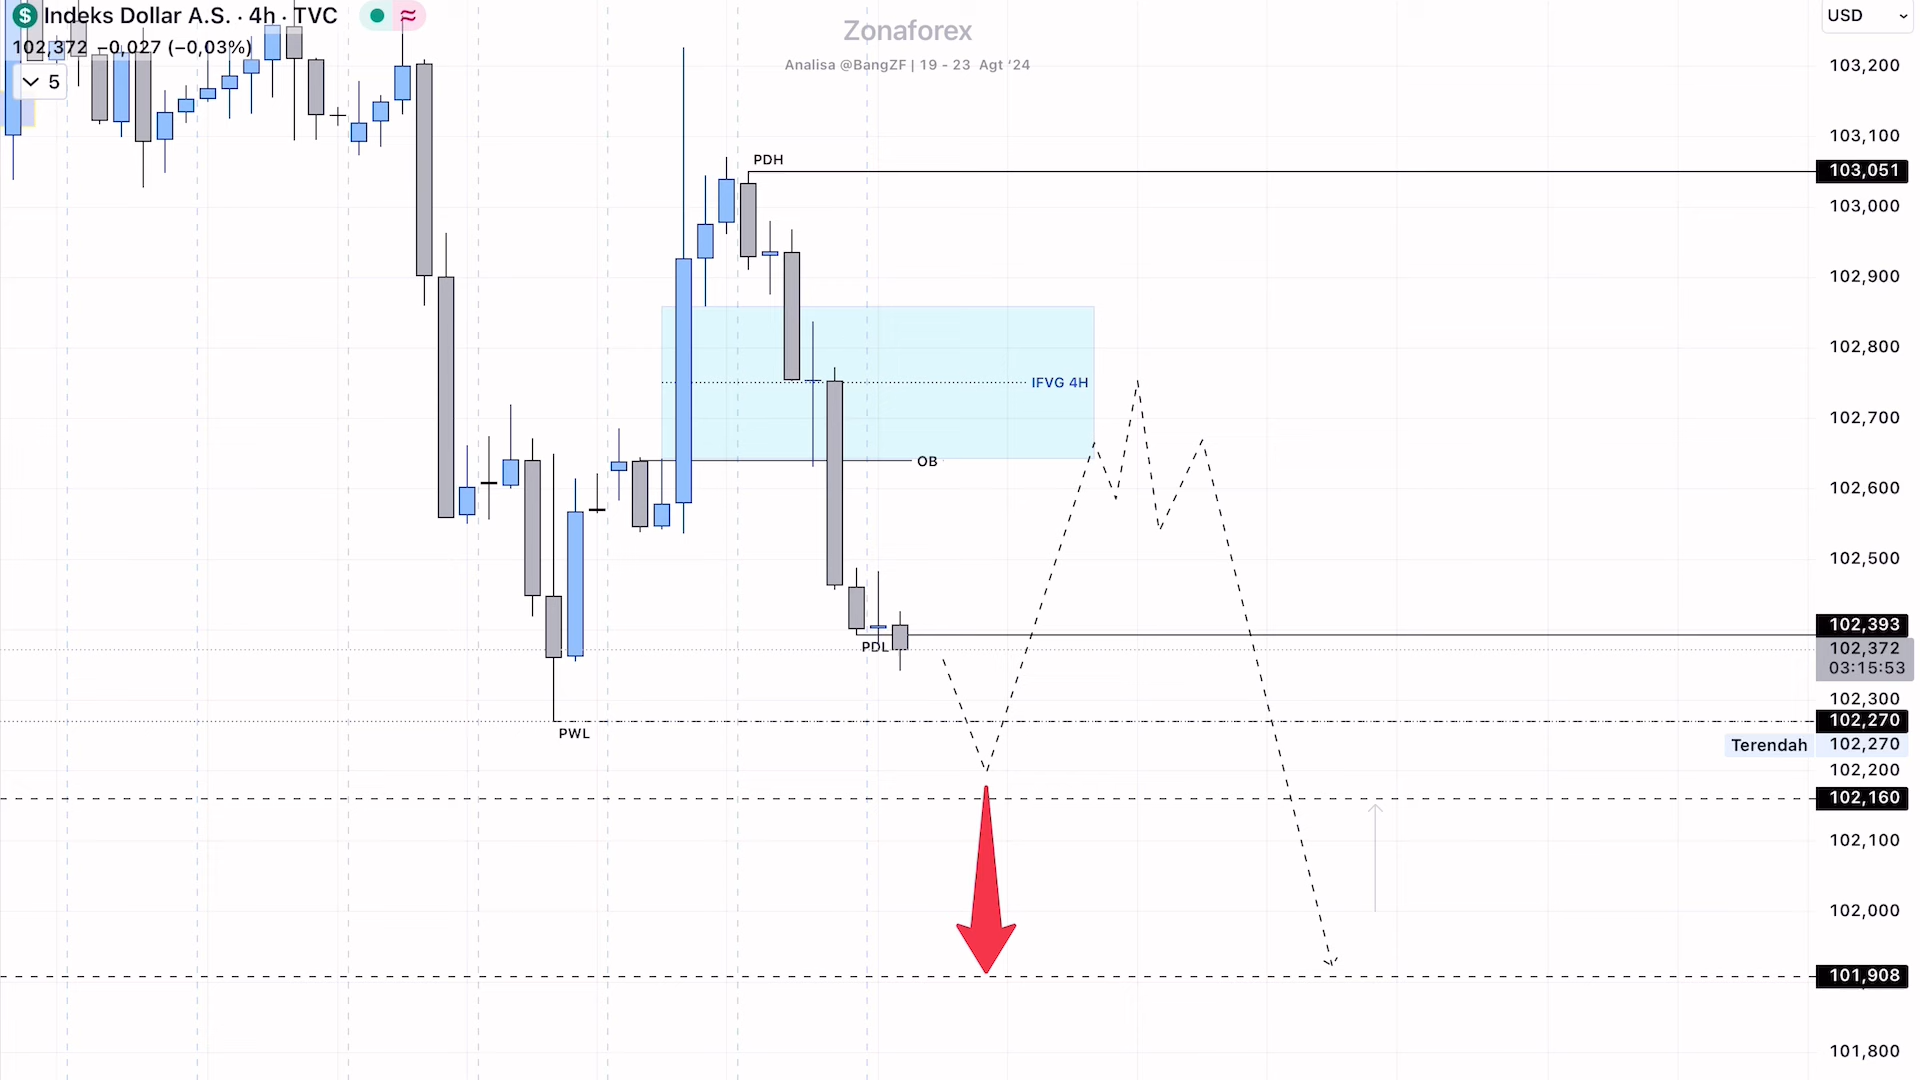 Indeks Dollar A.S. · 4h · TVC
102,372 −0,027 (−0,03%)
5
Zonaforex
Analisa @BangZF | 19 - 23 Agt ‘24
USD
103,200
103,100
PDH
103,051
103,000
102,900
102,800
IFVG 4H
102,700
OB
102,600
102,500
102,393
PDL
102,372
03:15:53
102,300
102,270
PWL
Terendah 102,270
102,200
102,160
102,100
102,000
101,908
101,800